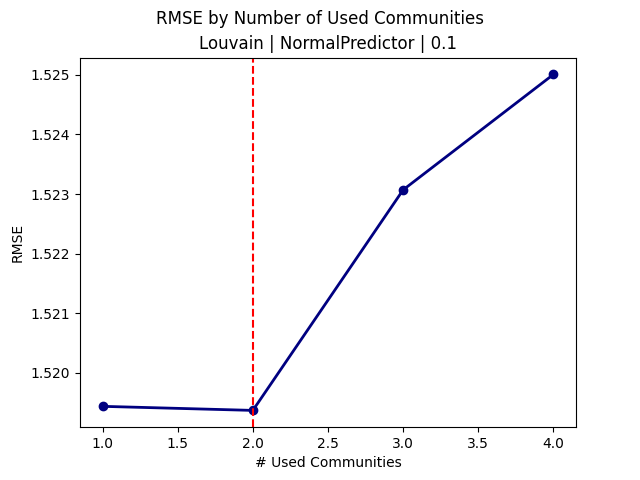 RMSE by Number of Used Communities
Louvain | NormalPredictor | 0.1
1.525
1.524
1.523
1.522
1.521
1.520
RMSE
1.0 1.5 2.0 2.5 3.0 3.5 4.0
# Used Communities